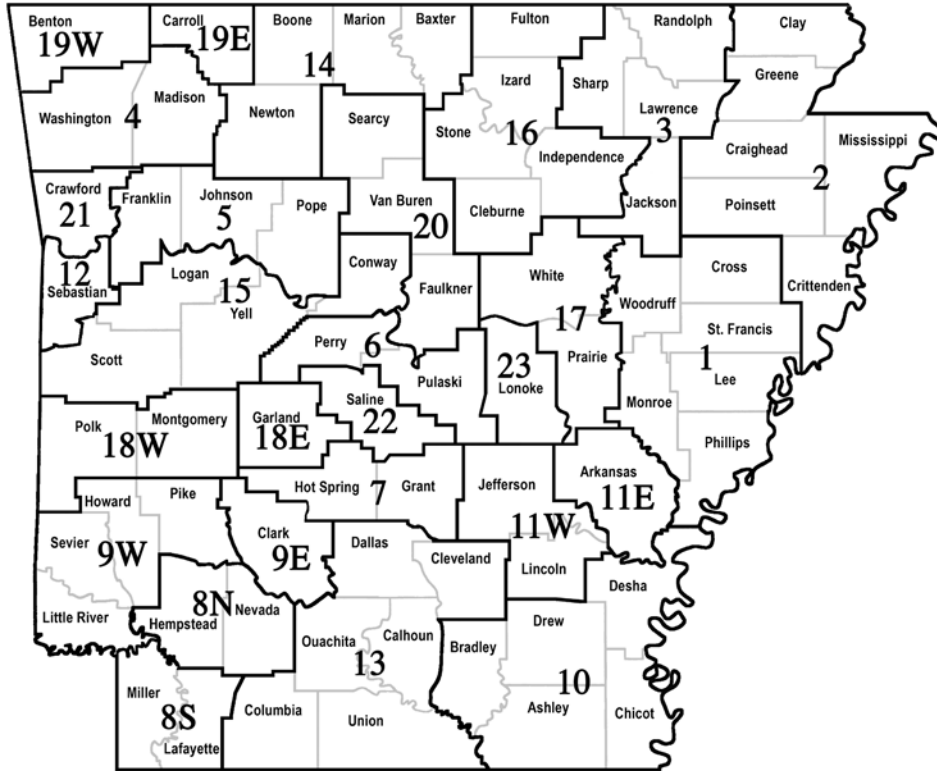 Benton
19W
Carroll
19E
Boone
Marion
Baxter
14
Fulton
Randolph
Clay
Greene
Washington
4
Madison
Newton
Searcy
Stone
Izard
16
Sharp
Lawrence
3
Independence
Craighead
Mississippi
2
Poinsett
Jackson
Crawford
21
Franklin
Johnson
5
Pope
Van Buren
20
Cleburne
12
Sebastian
Logan
15
Yell
Conway
Faulkner
White
17
Woodruff
Cross
Crittenden
St. Francis
1
Lee
Scott
Perry
6
Pulaski
23
Lonoke
Prairie
Monroe
Phillips
Polk
18W
Montgomery
Garland
18E
Saline
22
Hot Spring
7
Grant
Jefferson
Arkansas
11E
11W
Howard
Pike
Sevier
9W
Clark
9E
Dallas
Cleveland
Lincoln
Desha
Little River
8N
Hempstead
Nevada
Ouachita
Calhoun
13
Bradley
Drew
10
Ashley
Chicot
Miller
8S
Lafayette
Columbia
Union